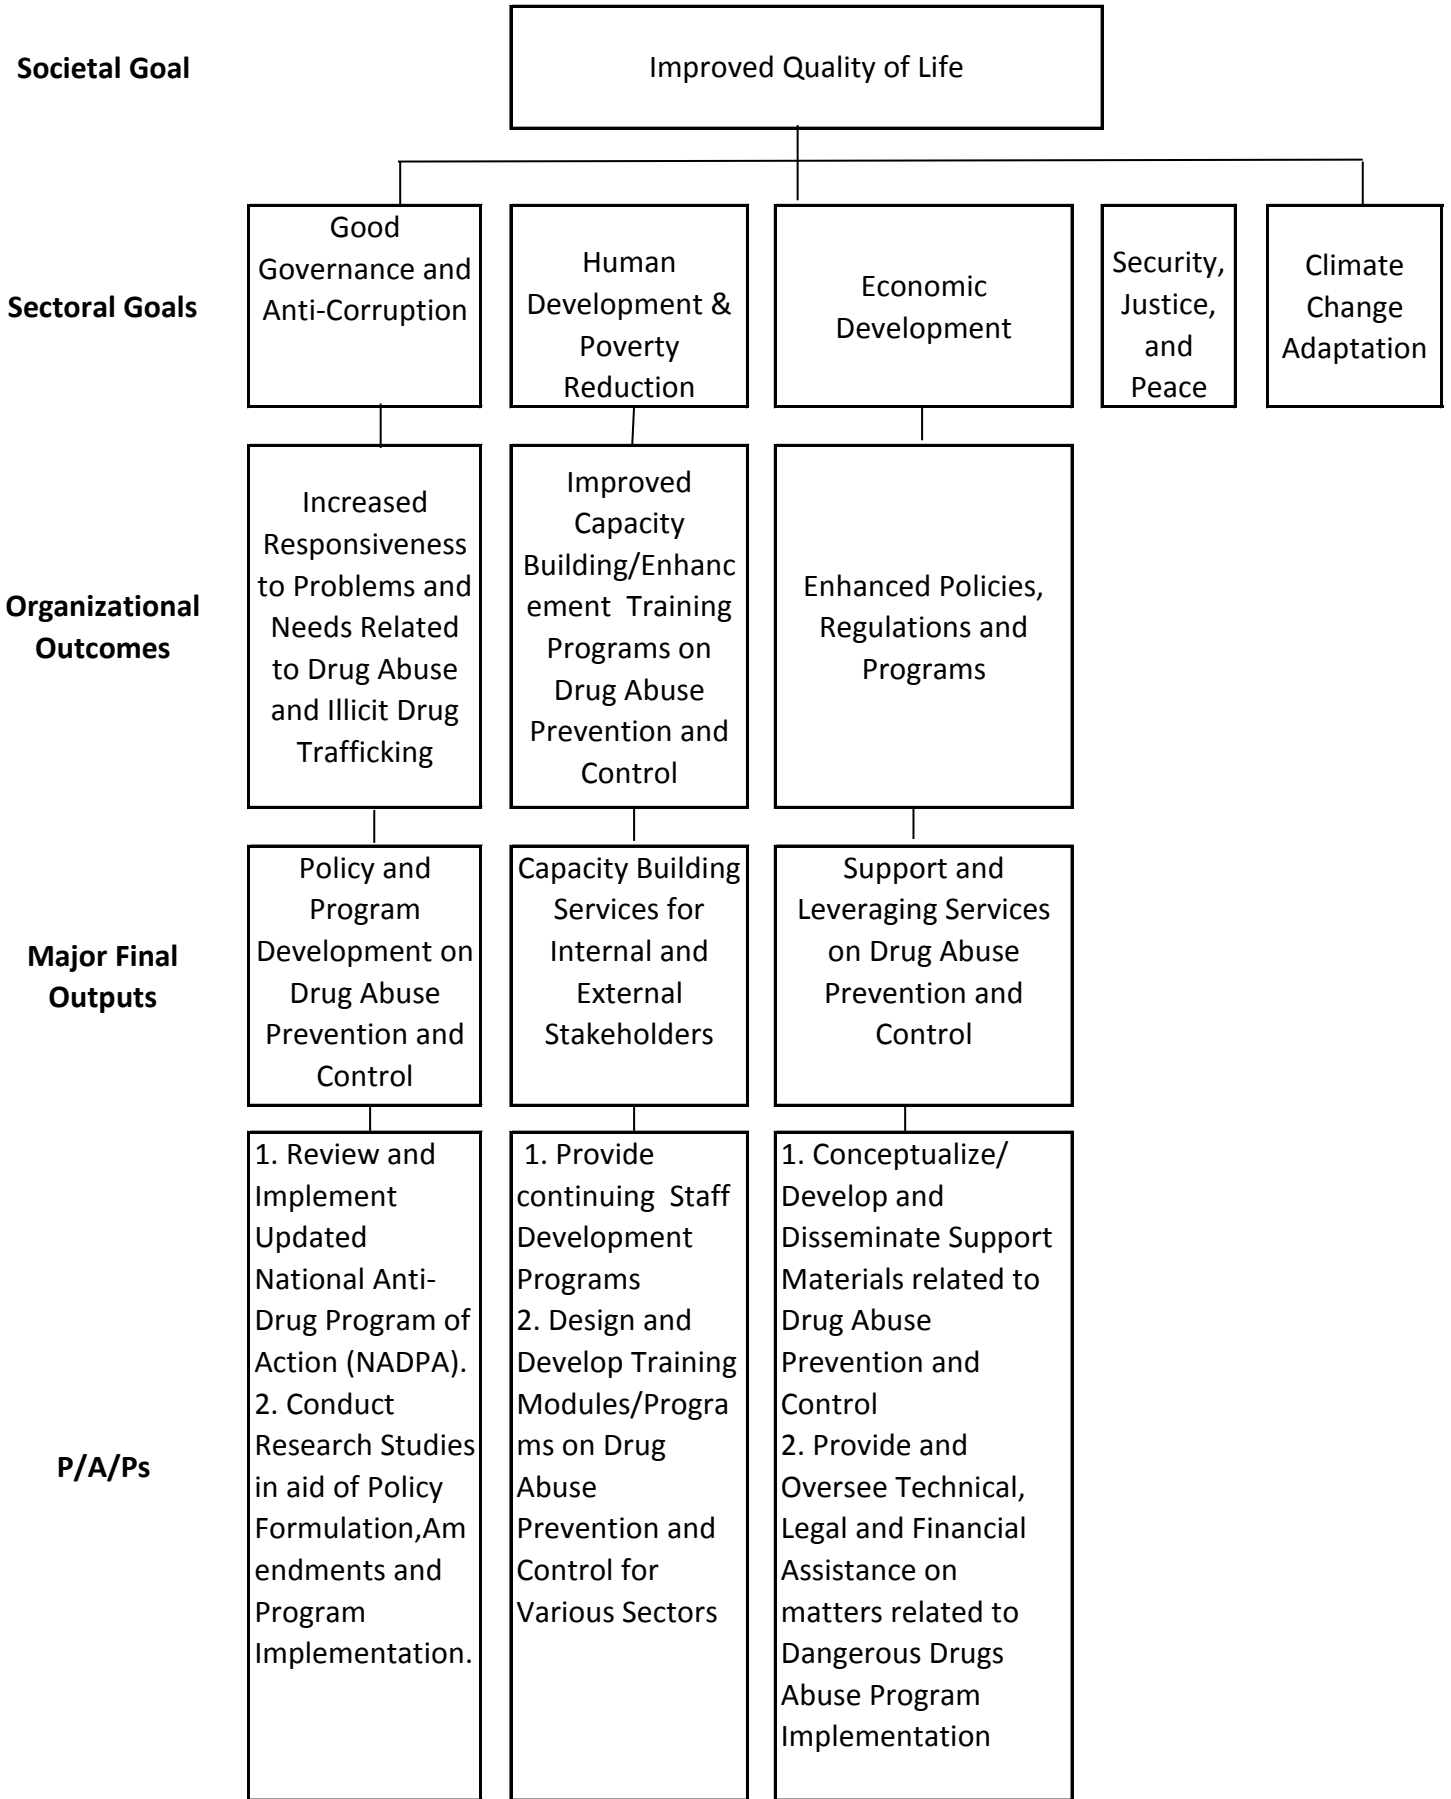 Societal Goal
Improved Quality of Life
Sectoral Goals
Good
Governance and
Anti-Corruption
Human
Development &
Poverty
Reduction
Economic
Development
Security,
Justice,
and
Peace
Climate
Change
Adaptation
Organizational
Outcomes
Increased
Responsiveness
to Problems and
Needs Related
to Drug Abuse
and Illicit Drug
Trafficking
Improved
Capacity
Building/Enhanc
ement  Training
Programs on
Drug Abuse
Prevention and
Control
Enhanced Policies,
Regulations and
Programs
Major Final
Outputs
Policy and
Program
Development on
Drug Abuse
Prevention and
Control
Capacity Building
Services for
Internal and
External
Stakeholders
Support and
Leveraging Services
on Drug Abuse
Prevention and
Control
P/A/Ps
1. Review and
Implement
Updated
National Anti-
Drug Program of
Action (NADPA).
2. Conduct
Research Studies
in aid of Policy
Formulation,Am
endments and
Program
Implementation.
1. Provide
continuing  Staff
Development
Programs
2. Design and
Develop Training
Modules/Progra
ms on Drug
Abuse
Prevention and
Control for
Various Sectors
1. Conceptualize/
Develop and
Disseminate Support
Materials related to
Drug Abuse
Prevention and
Control
2. Provide and
Oversee Technical,
Legal and Financial
Assistance on
matters related to
Dangerous Drugs
Abuse Program
Implementation